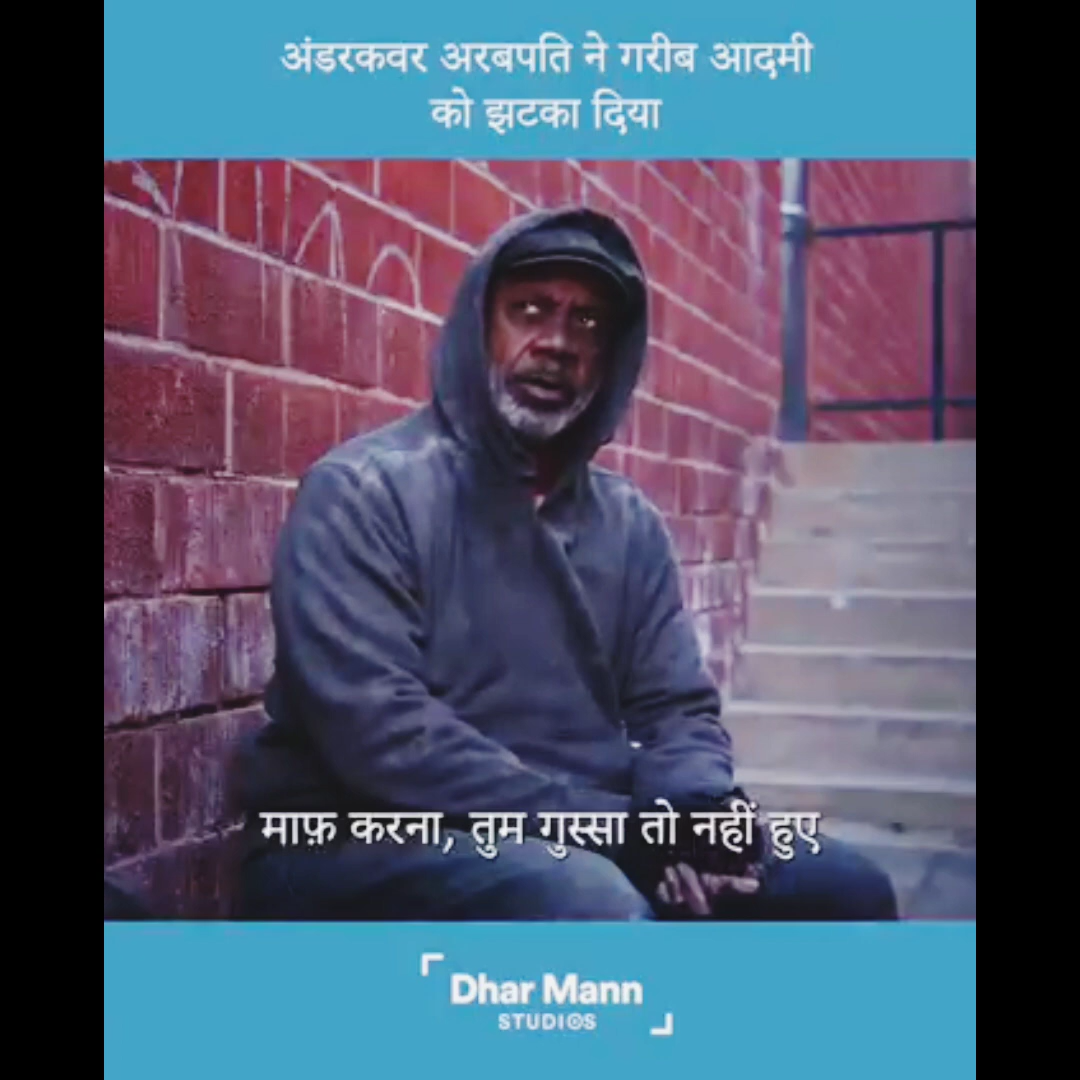 अंडरकवर अरबपति ने गरीब आदमी
को झटका दिया
माफ़ करना, तुम गुस्सा तो नहीं हुए
Dhar Mann
STUDIOS